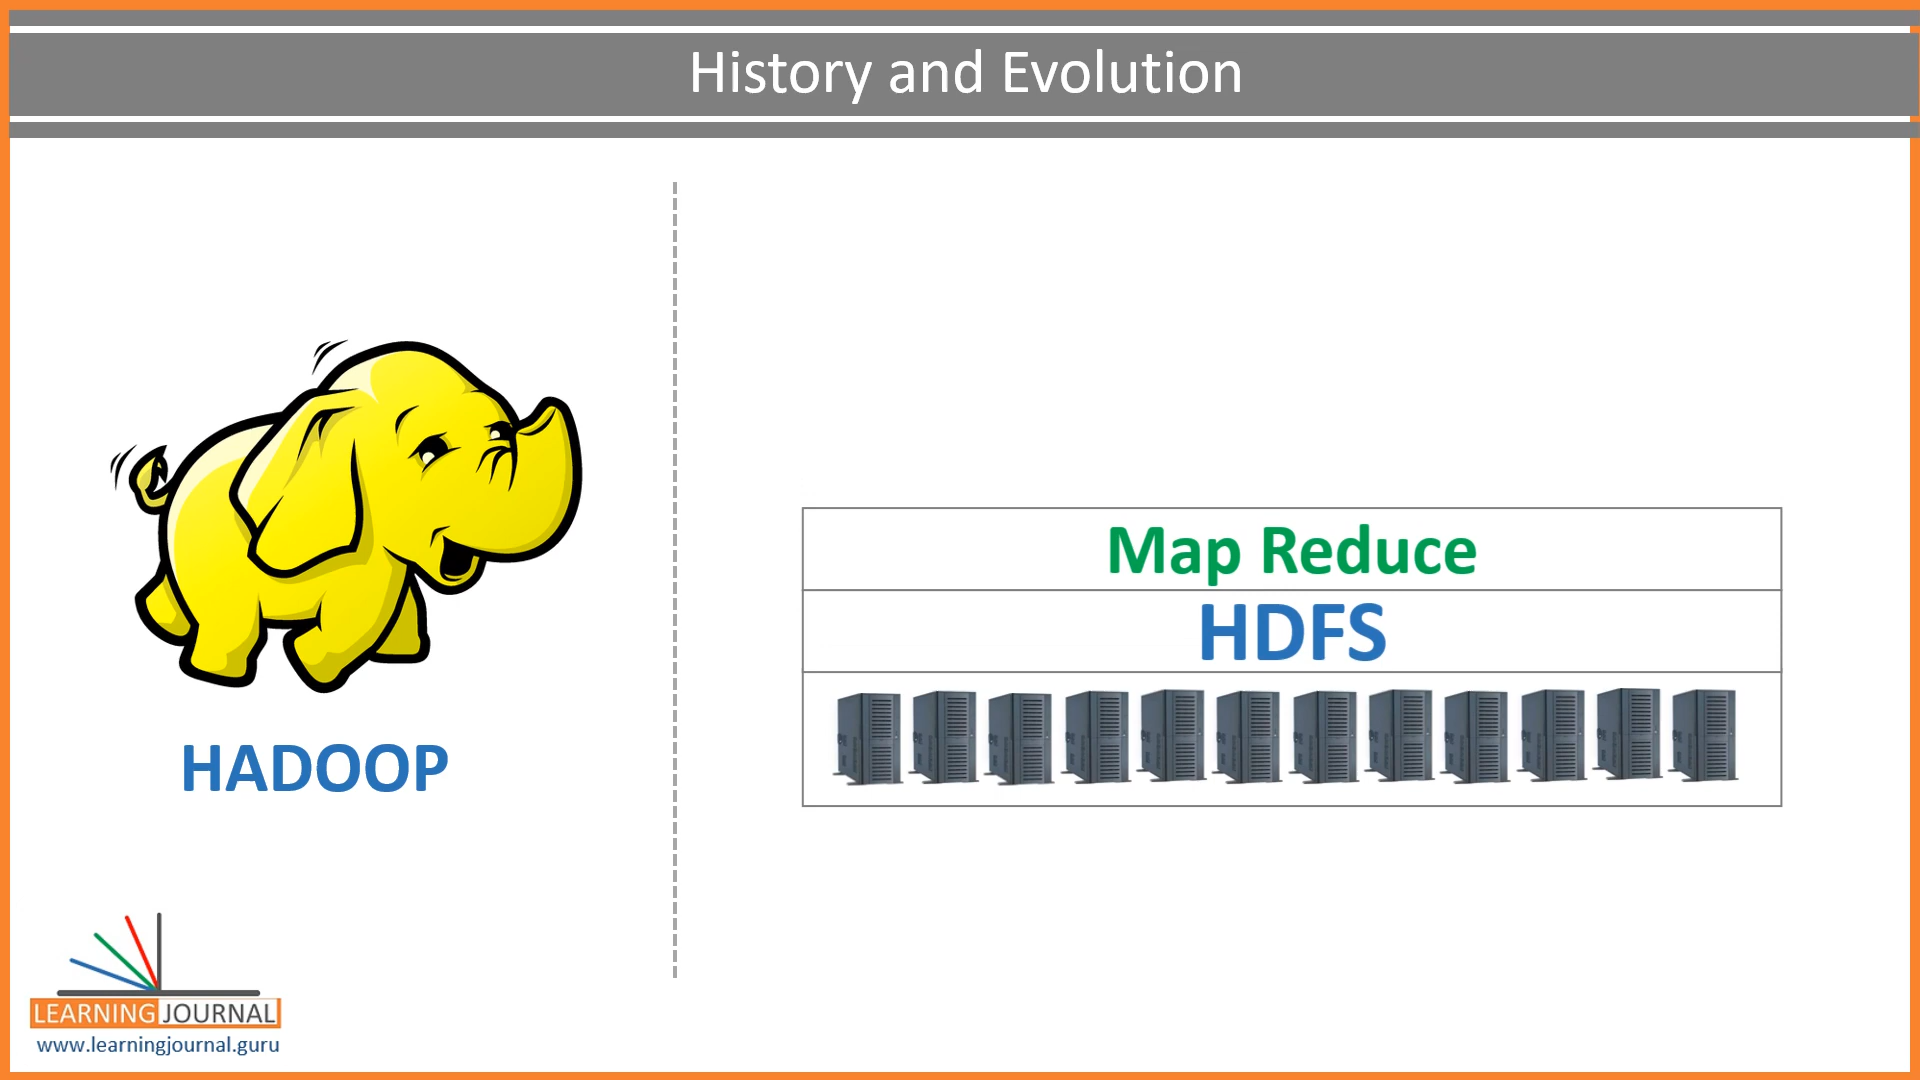 History and Evolution
HADOOP
Map Reduce
HDFS
LEARNING JOURNAL
www.learningjournal.guru